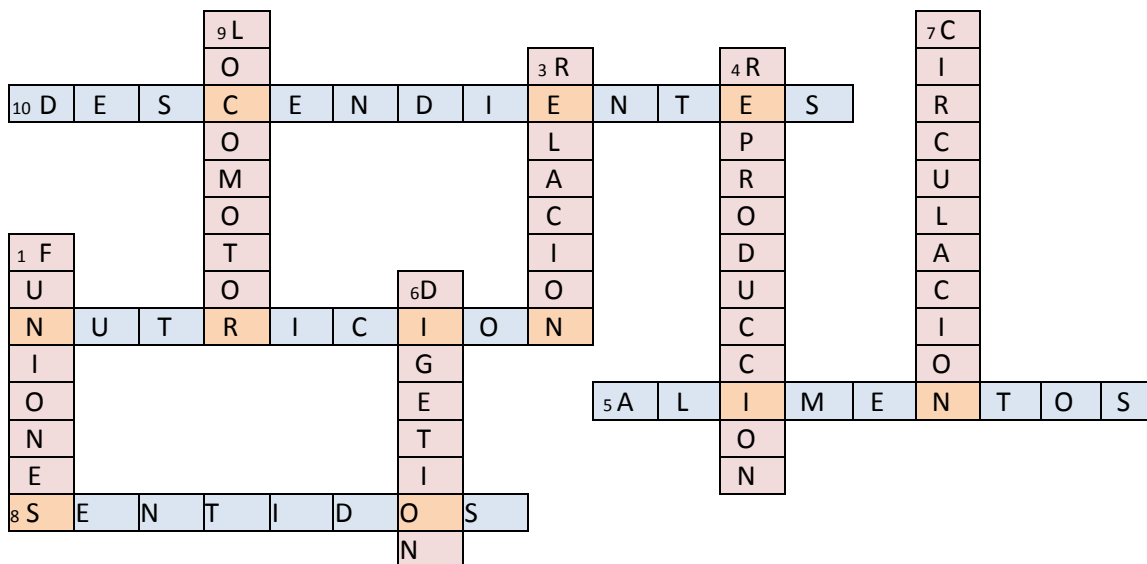 9 LOCOMOTOR
7 CIRCULACION
3 RELACION
4 REPRODUCCION
10 DESCENDIENTES
1 FUNIONES
6 DIGETION
NUTRICION
5 ALIMENTOS
8 SENTIDOS